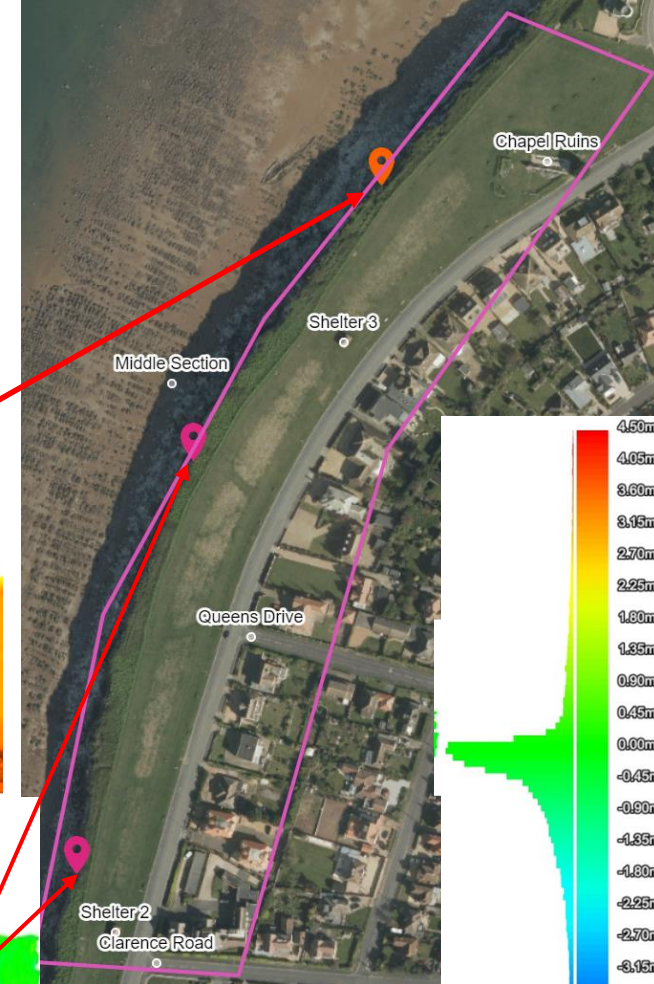 Chapel Ruins
Shelter 3
Middle Section
Queens Drive
Shelter 2
Clarence Road
4.50m
4.05m
3.60m
3.15m
2.70m
2.25m
1.80m
1.35m
0.90m
0.45m
0.00m
-0.45m
-0.90m
-1.35m
-1.80m
-2.25m
-2.70m
-3.15m